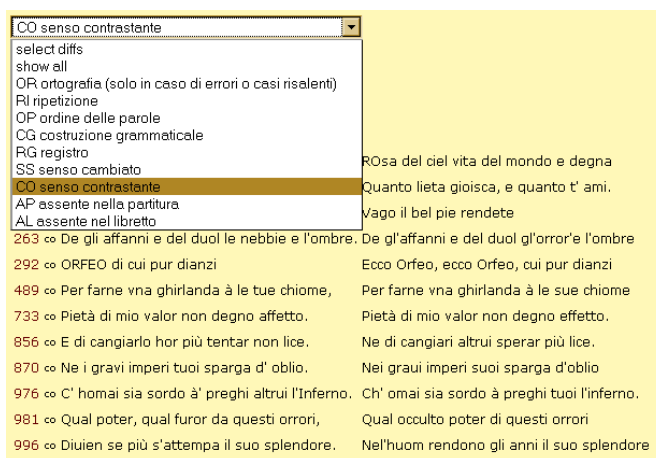 CO senso contrastante
select diffs
show all
OR ortografia (solo in caso di errori o casi risalenti)
RI ripetizione
OP ordine delle parole
CG costruzione grammaticale
RG registro
SS senso cambiato
CO senso contrastante
AP assente nella partitura
AL assente nel libretto
ROsa del ciel vita del mondo e degna
Quanto lieta gioisca, e quanto t' ami.
Vago il bel pie rendete
263 co De gli affanni e del duol le nebbie e l'ombre. De gl'affanni e del duol gl'orror'e l'ombre
292 co ORFEO di cui pur dianzi Ecco Orfeo, ecco Orfeo, cui pur dianzi
489 co Per farne vna ghirlanda à le tue chiome, Per farne vna ghirlanda à le sue chiome
733 co Pietà di mio valor non degno affetto. Pietà di mio valor non degno effetto.
856 co E di cangiarlo hor più tentar non lice. Ne di cangiari altrui sperar più lice.
870 co Ne i gravi imperi tuoi sparga d' oblio. Nei graui imperi suoi sparga d'oblio
976 co C' homai sia sordo à' preghi altrui l'Inferno. Ch' omai sia sordo à preghi tuoi l'inferno.
981 co Qual poter, qual furor da questi orrori, Qual occulto poter di questi orrori
996 co Diuien se più s'attempa il suo splendore. Nel'huom rendono gli anni il suo splendore